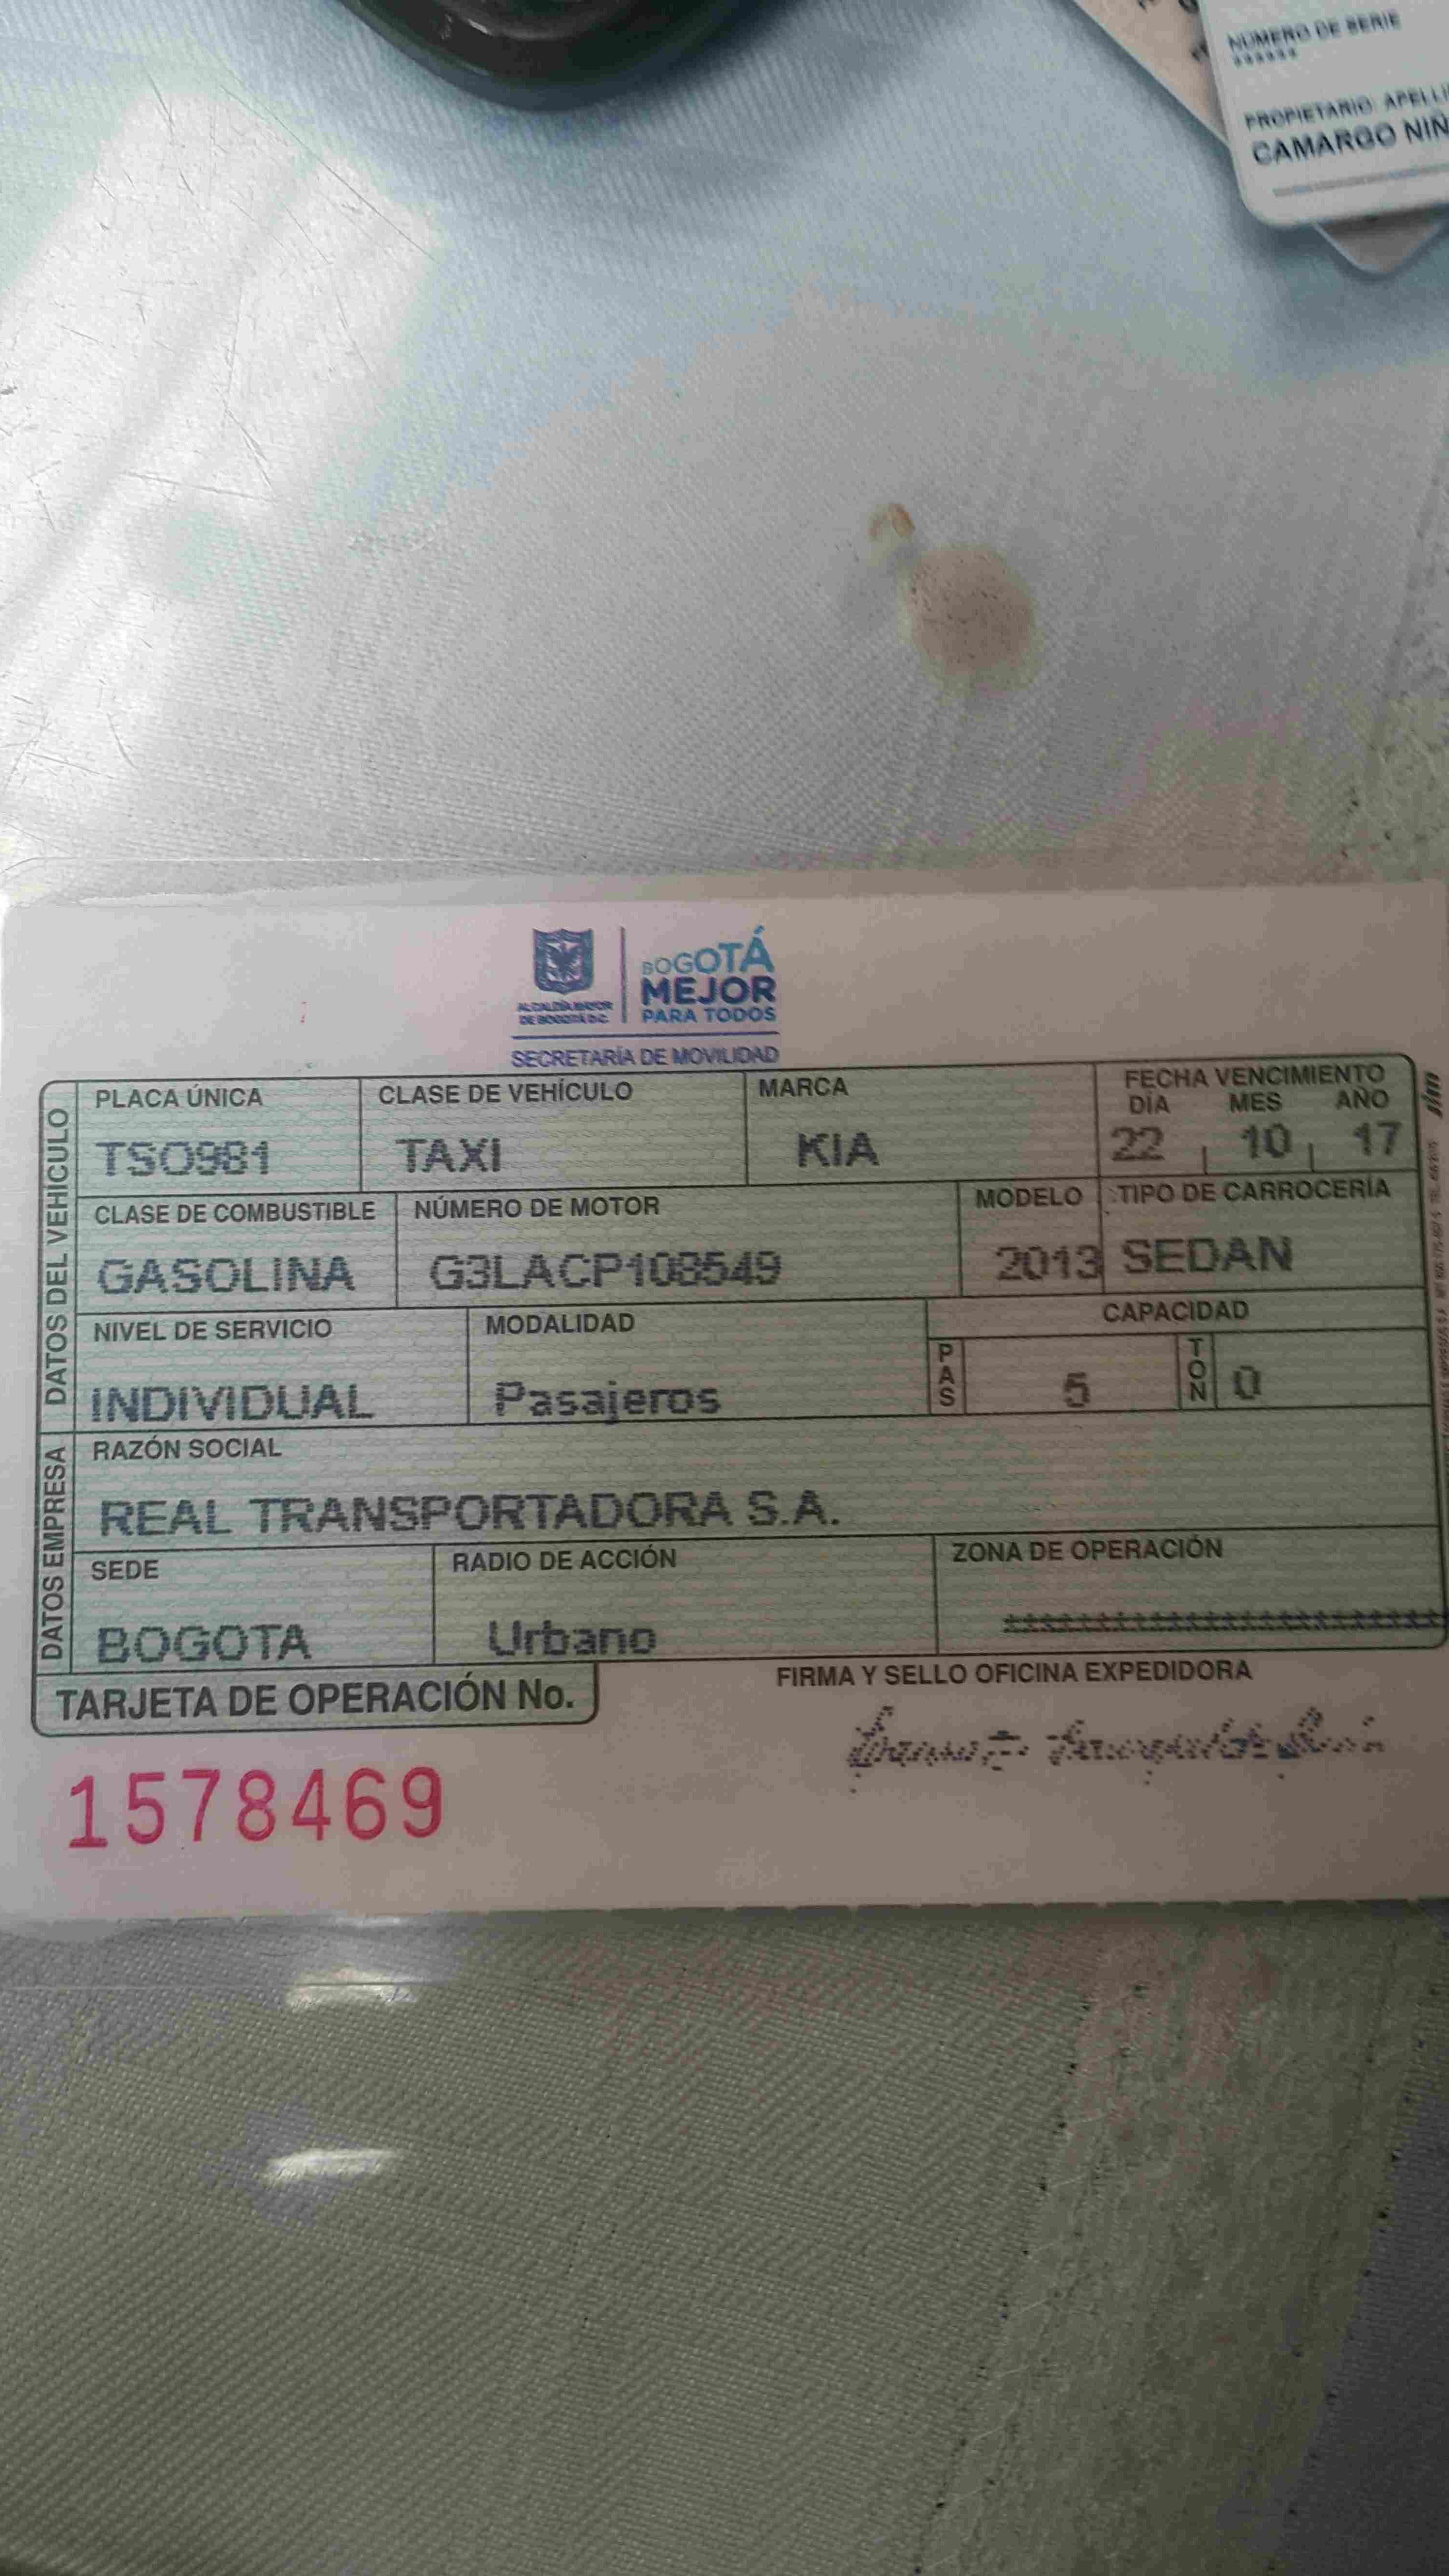 NÚMERO DE SERIE
******
PROPIETARIO: APELLI
CAMARGO NIÑ
ALCALDÍA MAYOR
DE BOGOTÁ D.C.
BOGOTÁ
MEJOR
PARA TODOS
SECRETARÍA DE MOVILIDAD
DATOS DEL VEHÍCULO
PLACA ÚNICA CLASE DE VEHÍCULO MARCA FECHA VENCIMIENTO
DÍA MES AÑO
TSO981 TAXI KIA 22 10 17
CLASE DE COMBUSTIBLE NÚMERO DE MOTOR MODELO TIPO DE CARROCERÍA
GASOLINA G3LACP108549 2013 SEDAN
NIVEL DE SERVICIO MODALIDAD CAPACIDAD
INDIVIDUAL Pasajeros PAS 5 TON 0
DATOS EMPRESA
RAZÓN SOCIAL
REAL TRANSPORTADORA S.A.
SEDE RADIO DE ACCIÓN ZONA DE OPERACIÓN
BOGOTA Urbano
TARJETA DE OPERACIÓN No. FIRMA Y SELLO OFICINA EXPEDIDORA
1578469